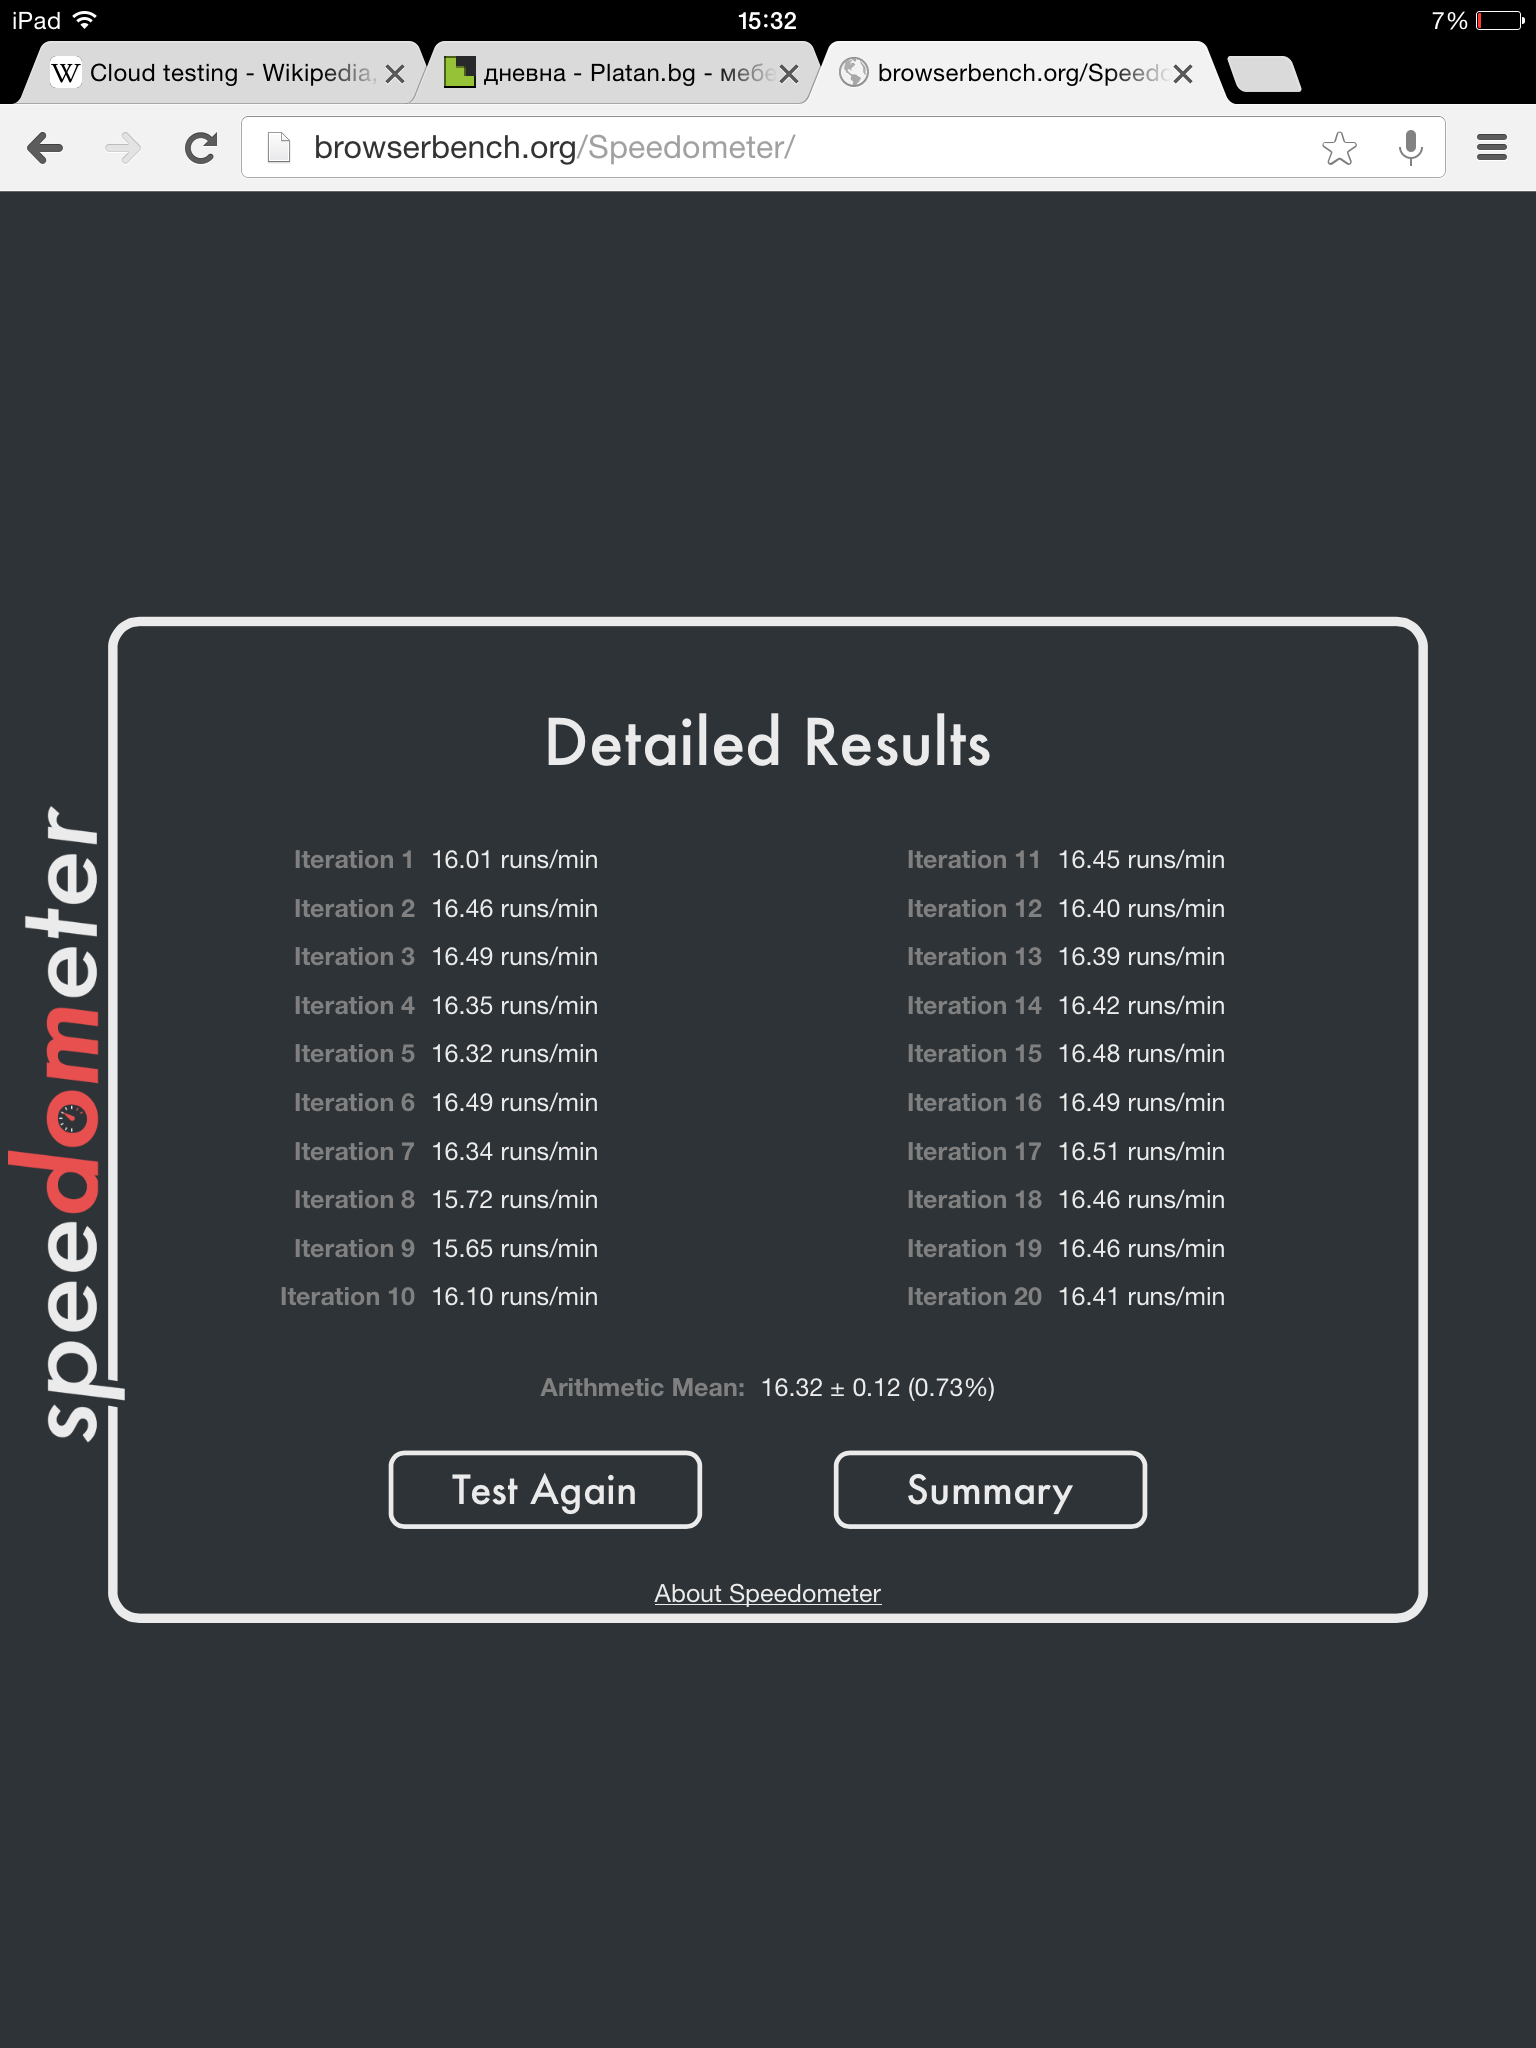 iPad 15:32 7%
Cloud testing - Wikipedia, дневна - Platan.bg - мебе browserbench.org/Speedo
browserbench.org/Speedometer/
speedometer
Detailed Results
Iteration 1 16.01 runs/min Iteration 11 16.45 runs/min
Iteration 2 16.46 runs/min Iteration 12 16.40 runs/min
Iteration 3 16.49 runs/min Iteration 13 16.39 runs/min
Iteration 4 16.35 runs/min Iteration 14 16.42 runs/min
Iteration 5 16.32 runs/min Iteration 15 16.48 runs/min
Iteration 6 16.49 runs/min Iteration 16 16.49 runs/min
Iteration 7 16.34 runs/min Iteration 17 16.51 runs/min
Iteration 8 15.72 runs/min Iteration 18 16.46 runs/min
Iteration 9 15.65 runs/min Iteration 19 16.46 runs/min
Iteration 10 16.10 runs/min Iteration 20 16.41 runs/min
Arithmetic Mean: 16.32 ± 0.12 (0.73%)
Test Again Summary
About Speedometer